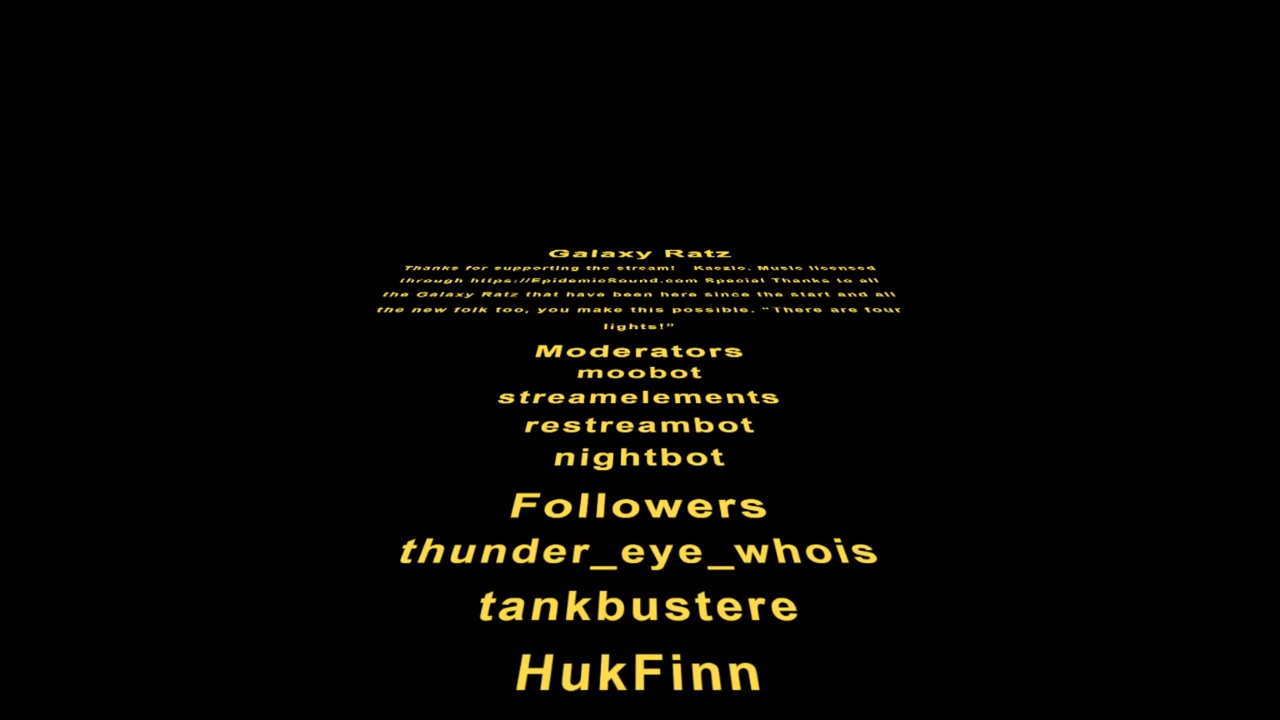 Galaxy Ratz
Thanks for supporting the stream! Kaezio. Music licensed
through https://EpidemicSound.com Special Thanks to all
the Galaxy Ratz that have been here since the start and all
the new folk too, you make this possible. “There are four
lights!”
Moderators
moobot
streamelements
restreambot
nightbot
Followers
thunder_eye_whois
tankbustere
HukFinn